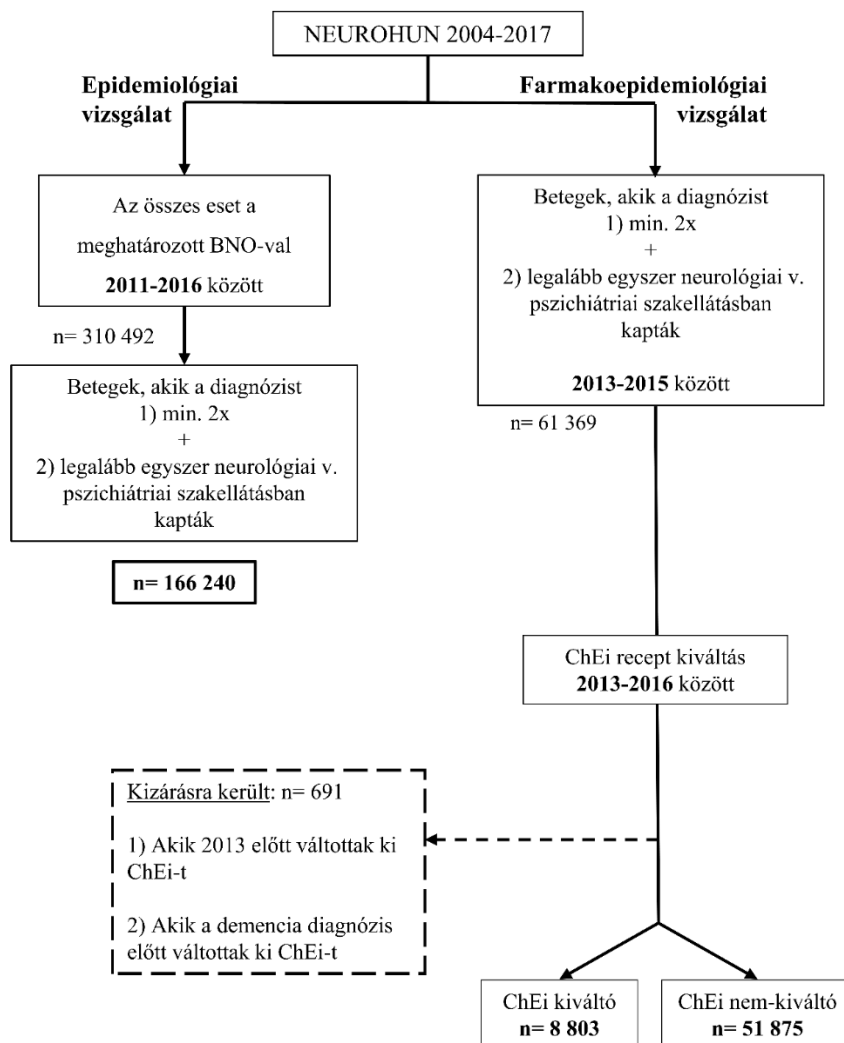 NEUROHUN 2004-2017
Epidemiológiai
vizsgálat
Farmakoepidemiológiai
vizsgálat
Az összes eset a
meghatározott BNO-val
2011-2016 között
n= 310 492
Betegek, akik a diagnózist
1) min. 2x
+
2) legalább egyszer neurológiai v.
pszichiátriai szakellátásban
kapták
n= 166 240
Betegek, akik a diagnózist
1) min. 2x
+
2) legalább egyszer neurológiai v.
pszichiátriai szakellátásban
kapták
2013-2015 között
n= 61 369
ChEi recept kiváltás
2013-2016 között
Kizárásra került: n= 691
1) Akik 2013 előtt váltottak ki
ChEi-t
2) Akik a demencia diagnózis
előtt váltottak ki ChEi-t
ChEi kiváltó
n= 8 803
ChEi nem-kiváltó
n= 51 875